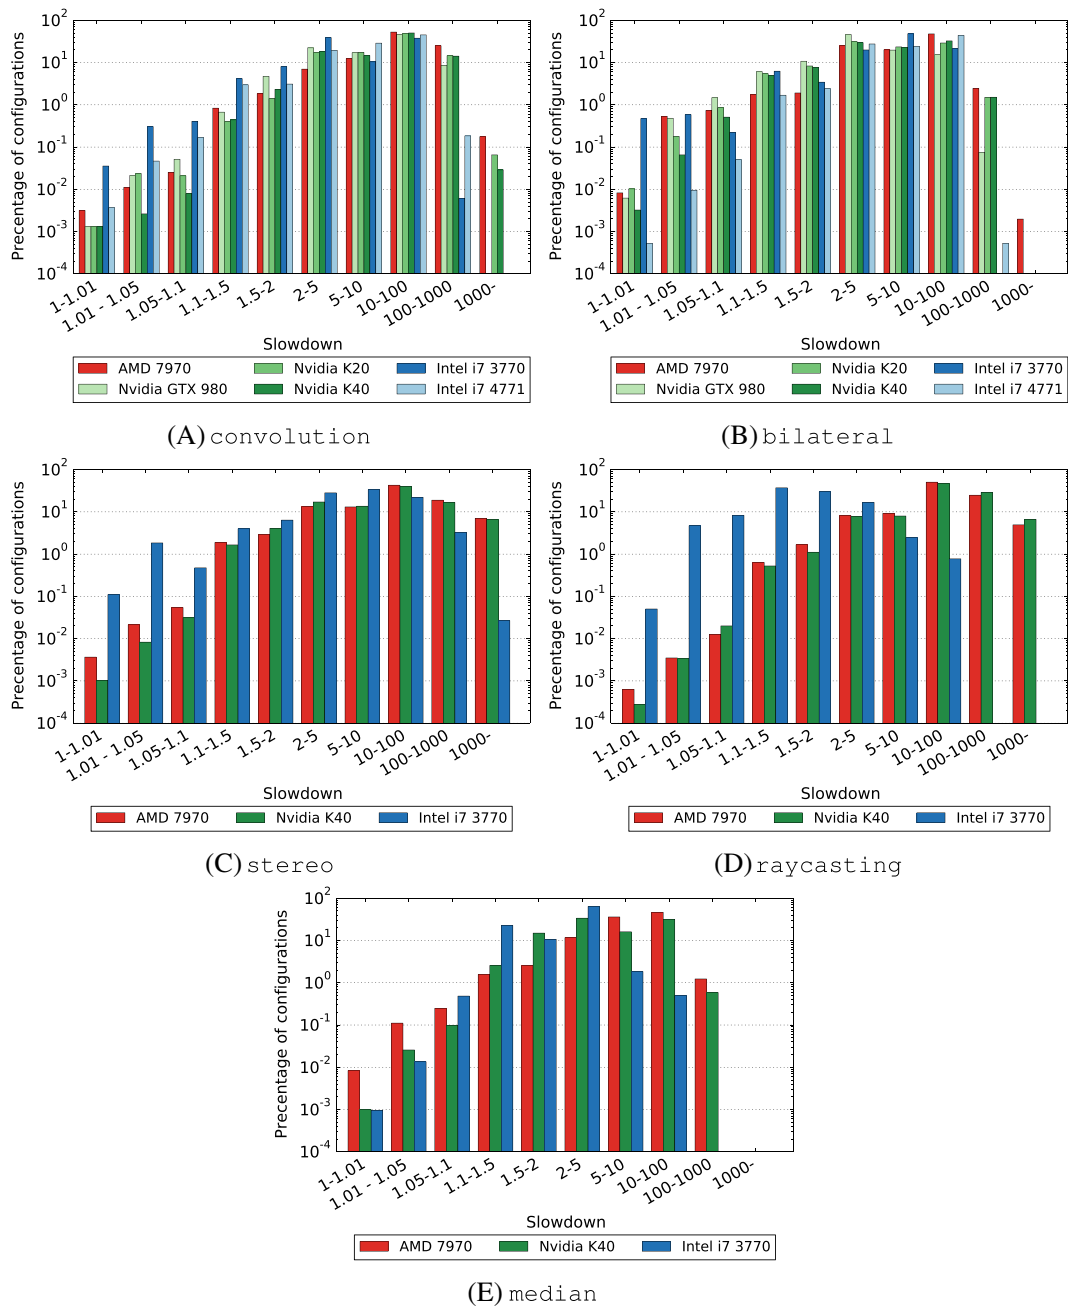 10^2
10^1
10^0
10^-1
10^-2
10^-3
10^-4
Precentage of configurations
1-1.01
1.01 - 1.05
1.05-1.1
1.1-1.5
1.5-2
2-5
5-10
10-100
100-1000
1000-
Slowdown
AMD 7970
Nvidia GTX 980
Nvidia K20
Nvidia K40
Intel i7 3770
Intel i7 4771
(A) convolution
10^2
10^1
10^0
10^-1
10^-2
10^-3
10^-4
Precentage of configurations
1-1.01
1.01 - 1.05
1.05-1.1
1.1-1.5
1.5-2
2-5
5-10
10-100
100-1000
1000-
Slowdown
AMD 7970
Nvidia GTX 980
Nvidia K20
Nvidia K40
Intel i7 3770
Intel i7 4771
(B) bilateral
10^2
10^1
10^0
10^-1
10^-2
10^-3
10^-4
Precentage of configurations
1-1.01
1.01 - 1.05
1.05-1.1
1.1-1.5
1.5-2
2-5
5-10
10-100
100-1000
1000-
Slowdown
AMD 7970
Nvidia K40
Intel i7 3770
(C) stereo
10^2
10^1
10^0
10^-1
10^-2
10^-3
10^-4
Precentage of configurations
1-1.01
1.01 - 1.05
1.05-1.1
1.1-1.5
1.5-2
2-5
5-10
10-100
100-1000
1000-
Slowdown
AMD 7970
Nvidia K40
Intel i7 3770
(D) raycasting
10^2
10^1
10^0
10^-1
10^-2
10^-3
10^-4
Precentage of configurations
1-1.01
1.01 - 1.05
1.05-1.1
1.1-1.5
1.5-2
2-5
5-10
10-100
100-1000
1000-
Slowdown
AMD 7970
Nvidia K40
Intel i7 3770
(E) median